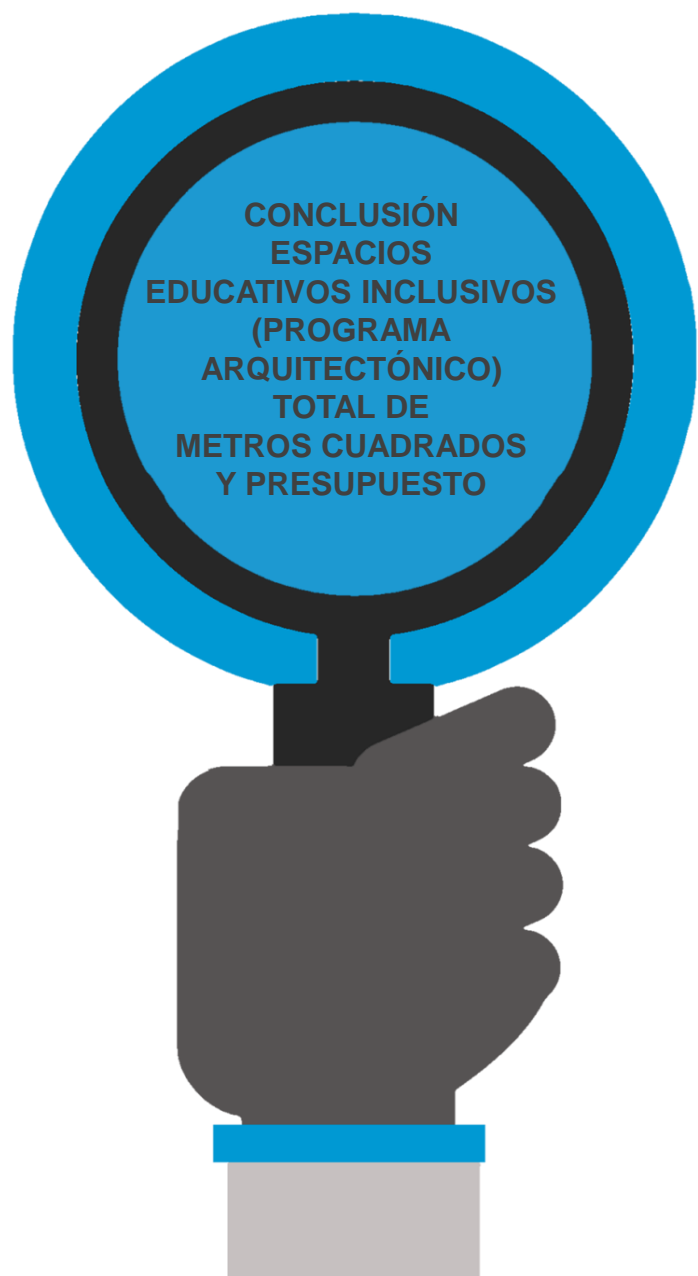 CONCLUSIÓN
ESPACIOS
EDUCATIVOS INCLUSIVOS
(PROGRAMA
ARQUITECTÓNICO)
TOTAL DE
METROS CUADRADOS
Y PRESUPUESTO